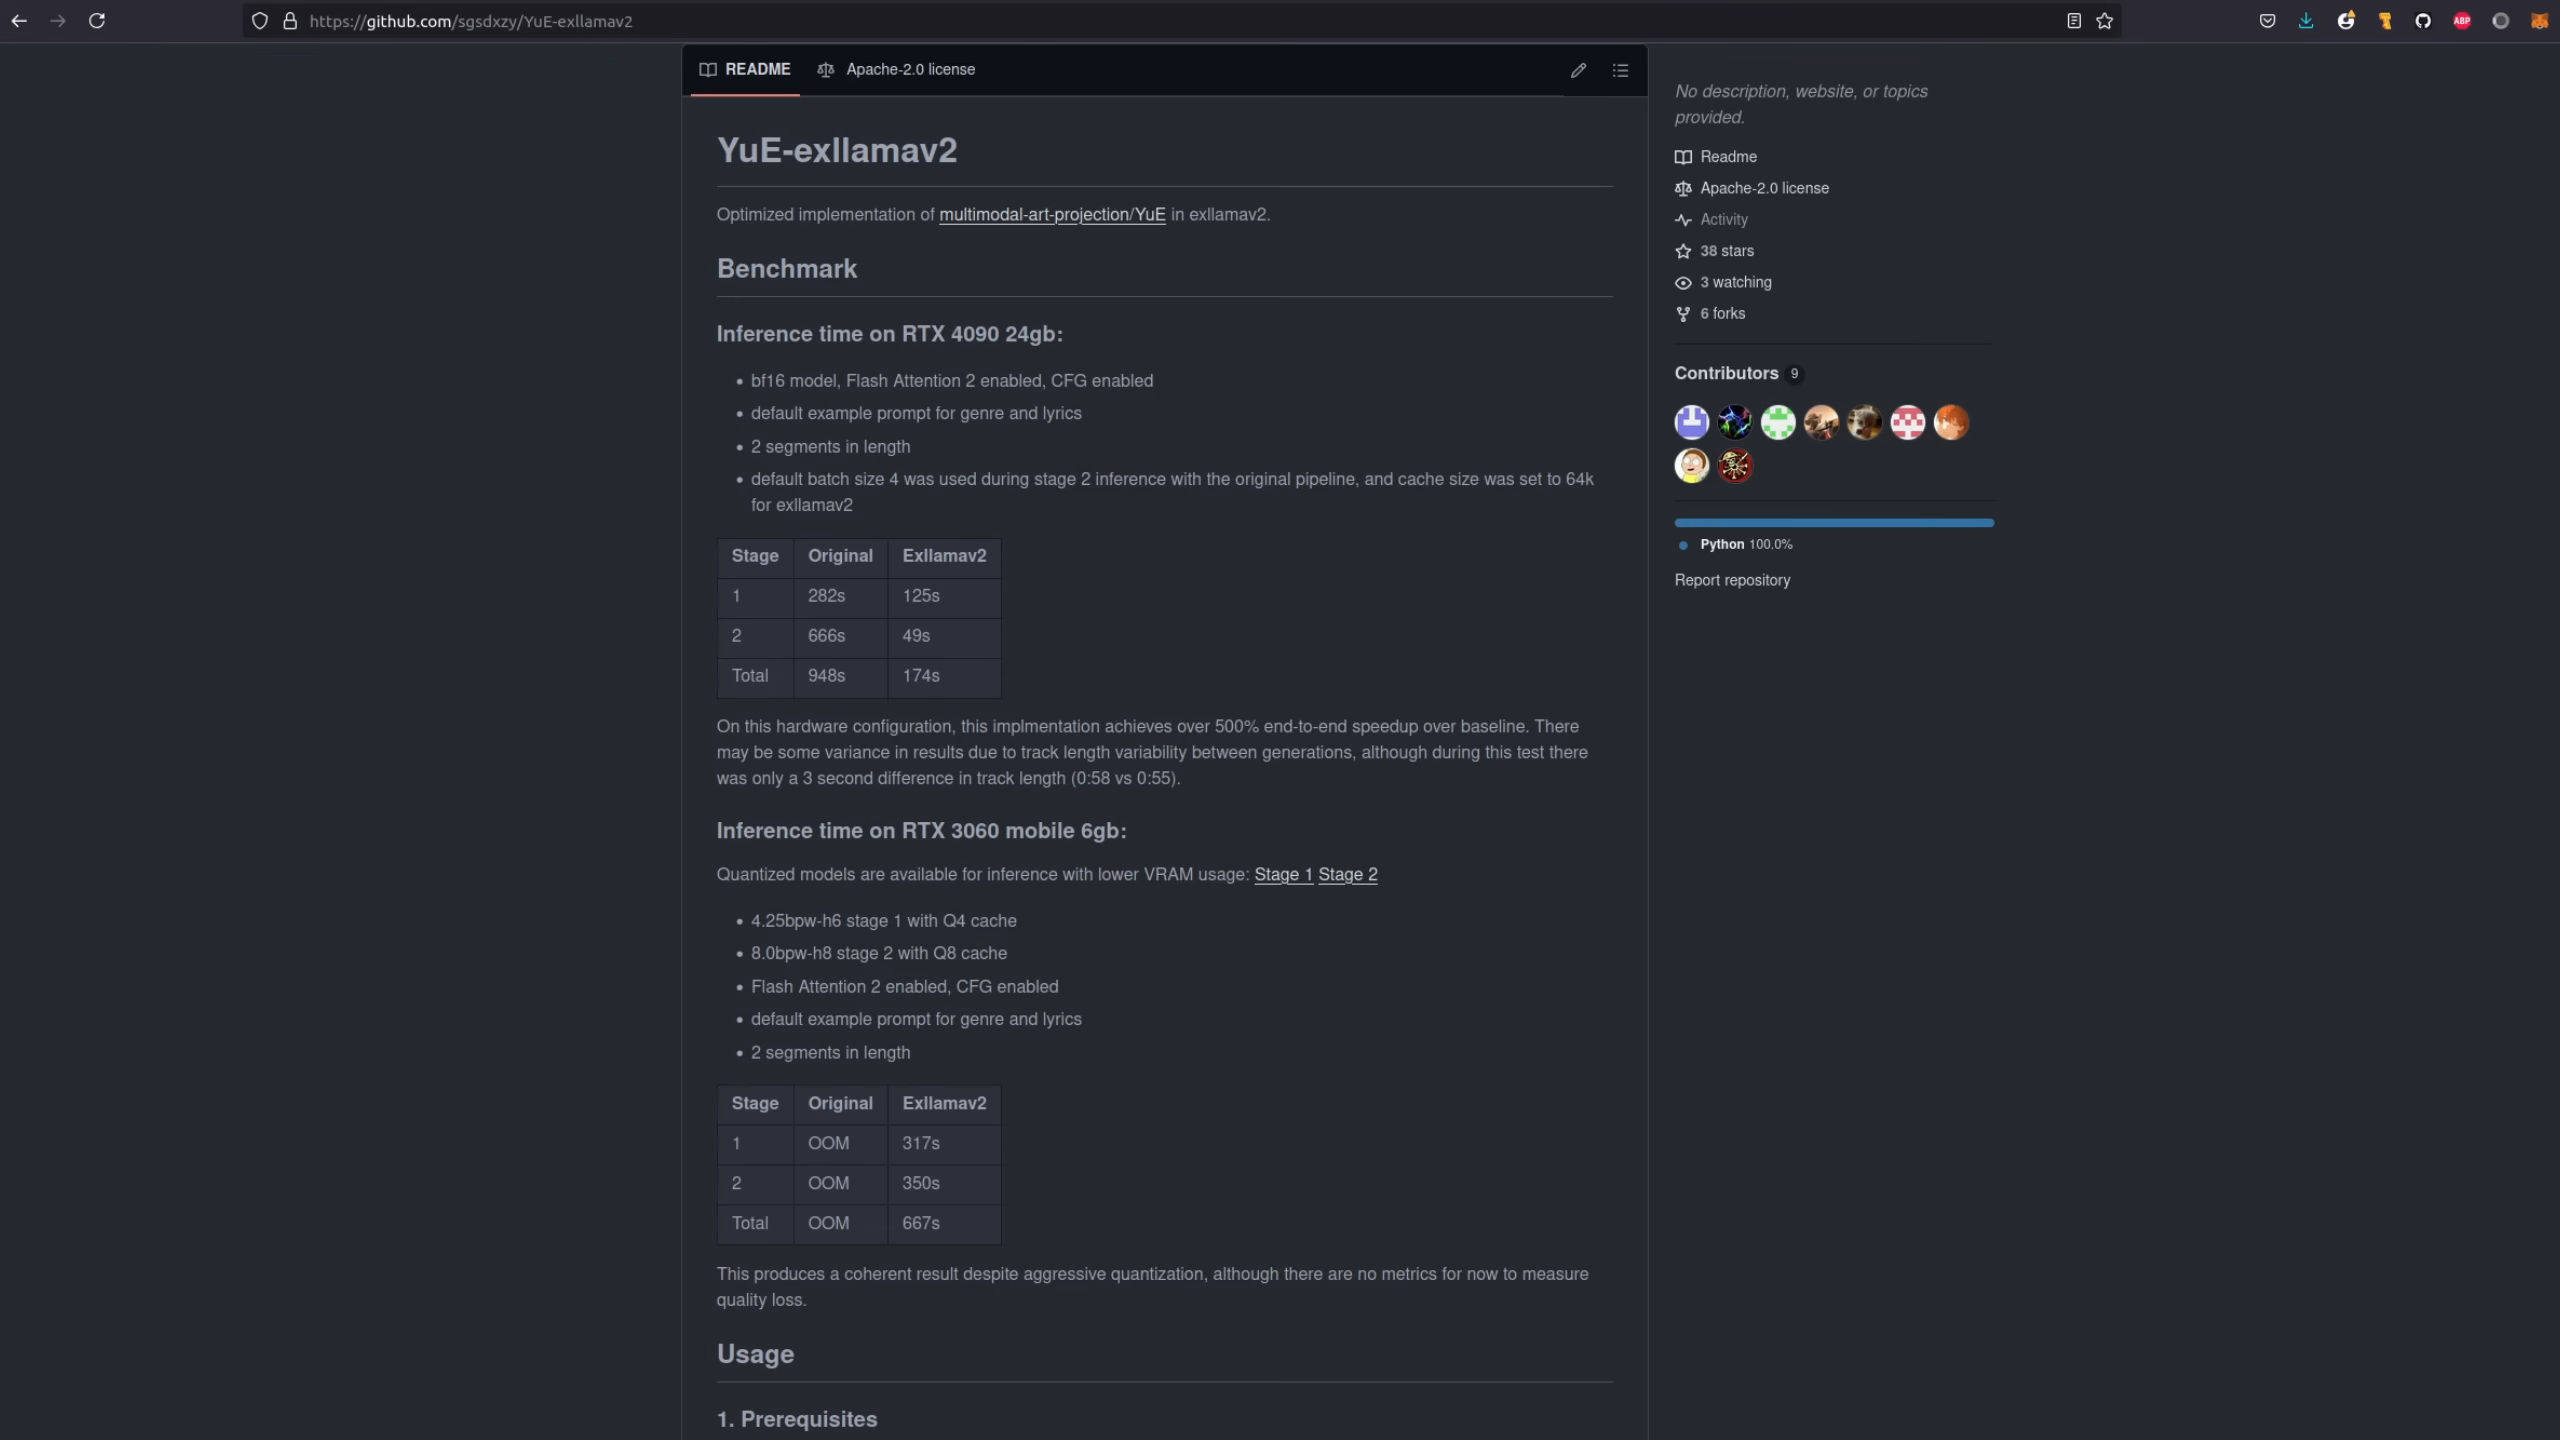 https://github.com/sgsdxzy/YuE-exllamav2
ABP
README
Apache-2.0 license
YuE-exllamav2
Optimized implementation of multimodal-art-projection/YuE in exllamav2.
Benchmark
Inference time on RTX 4090 24gb:
bf16 model, Flash Attention 2 enabled, CFG enabled
default example prompt for genre and lyrics
2 segments in length
default batch size 4 was used during stage 2 inference with the original pipeline, and cache size was set to 64k
for exllamav2
Stage Original Exllamav2
1 282s 125s
2 666s 49s
Total 948s 174s
On this hardware configuration, this implmentation achieves over 500% end-to-end speedup over baseline. There
may be some variance in results due to track length variability between generations, although during this test there
was only a 3 second difference in track length (0:58 vs 0:55).
Inference time on RTX 3060 mobile 6gb:
Quantized models are available for inference with lower VRAM usage: Stage 1 Stage 2
4.25bpw-h6 stage 1 with Q4 cache
8.0bpw-h8 stage 2 with Q8 cache
Flash Attention 2 enabled, CFG enabled
default example prompt for genre and lyrics
2 segments in length
Stage Original Exllamav2
1 OOM 317s
2 OOM 350s
Total OOM 667s
This produces a coherent result despite aggressive quantization, although there are no metrics for now to measure
quality loss.
Usage
1. Prerequisites
No description, website, or topics
provided.
Readme
Apache-2.0 license
Activity
38 stars
3 watching
6 forks
Contributors 9
Python 100.0%
Report repository